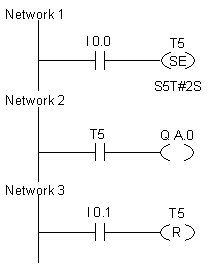 Network 1
I 0.0 T5
SE
S5T#2S
Network 2
T5 Q A.0
Network 3
I 0.1 T5
R